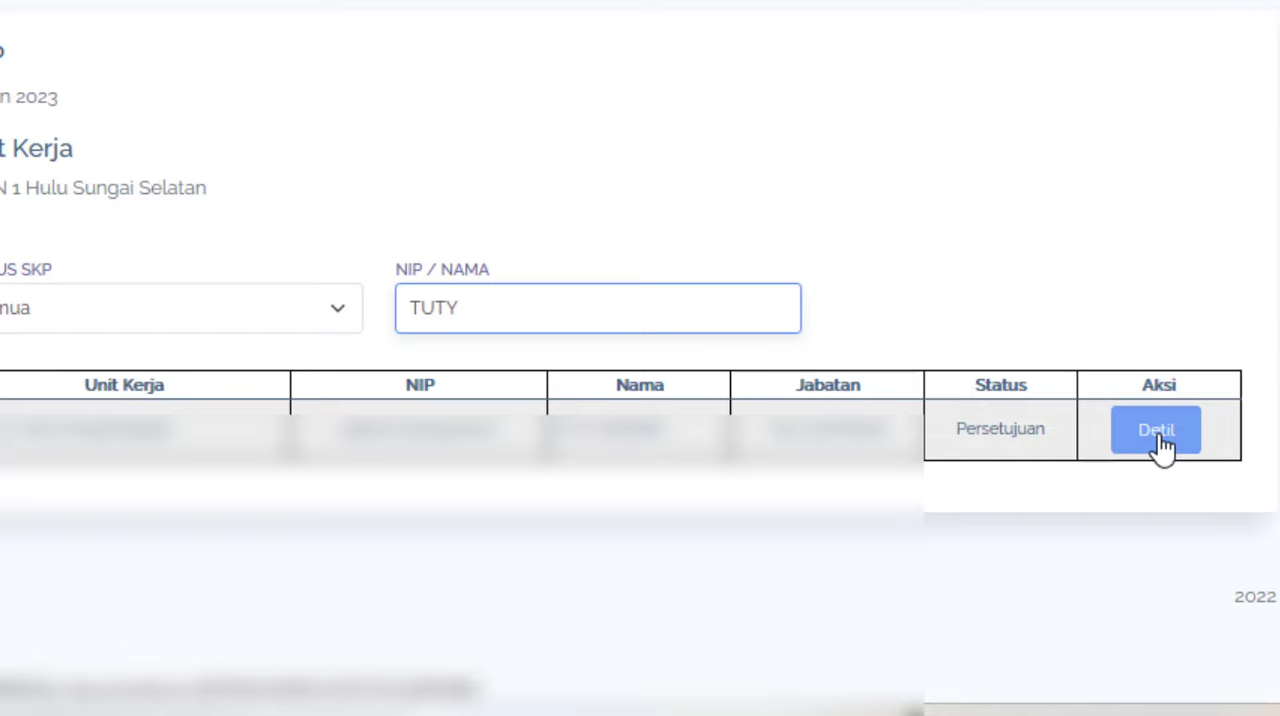 n 2023
t Kerja
N 1 Hulu Sungai Selatan
US SKP NIP / NAMA
nua TUTY
Unit Kerja NIP Nama Jabatan Status Aksi
Persetujuan Detil
2022